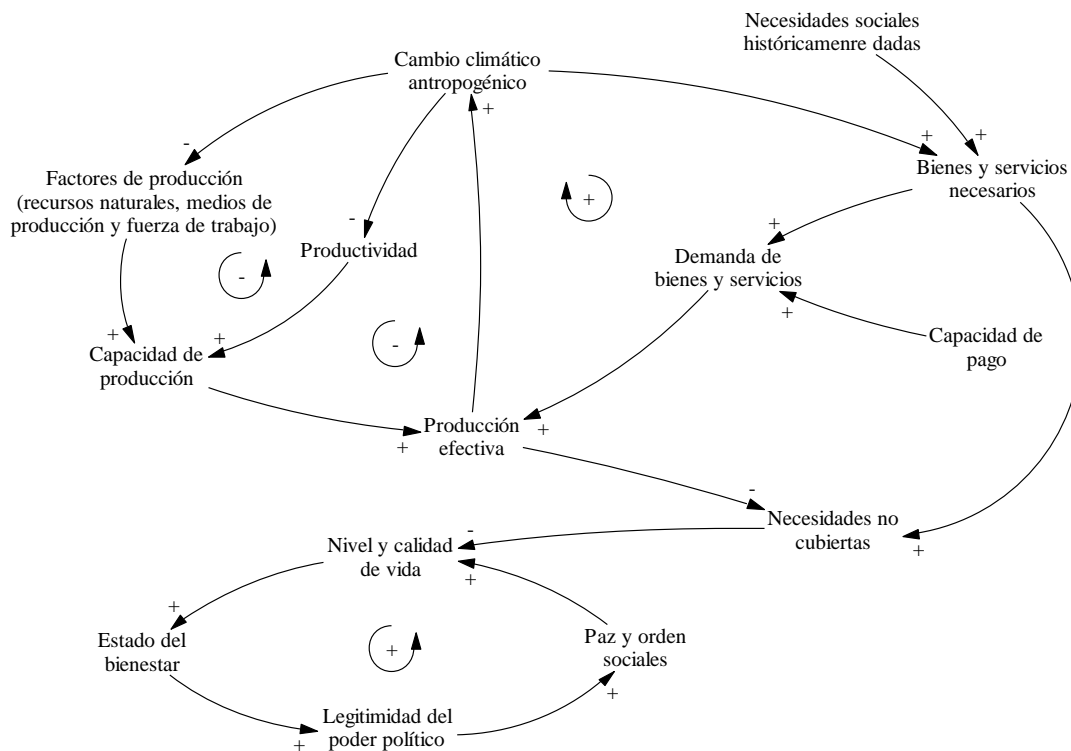 Necesidades sociales
históricamenre dadas
Cambio climático
antropogénico
+
-
+
+
Factores de producción
(recursos naturales, medios de
producción y fuerza de trabajo)
Bienes y servicios
necesarios
+
-
Productividad
+
Demanda de
bienes y servicios
-
+
+
+
-
Capacidad de
producción
Capacidad de
pago
Producción
efectiva
+
+
-
Necesidades no
cubiertas
+
-
Nivel y calidad
de vida
+
+
Estado del
bienestar
+
Paz y orden
sociales
+
Legitimidad del
poder político
+